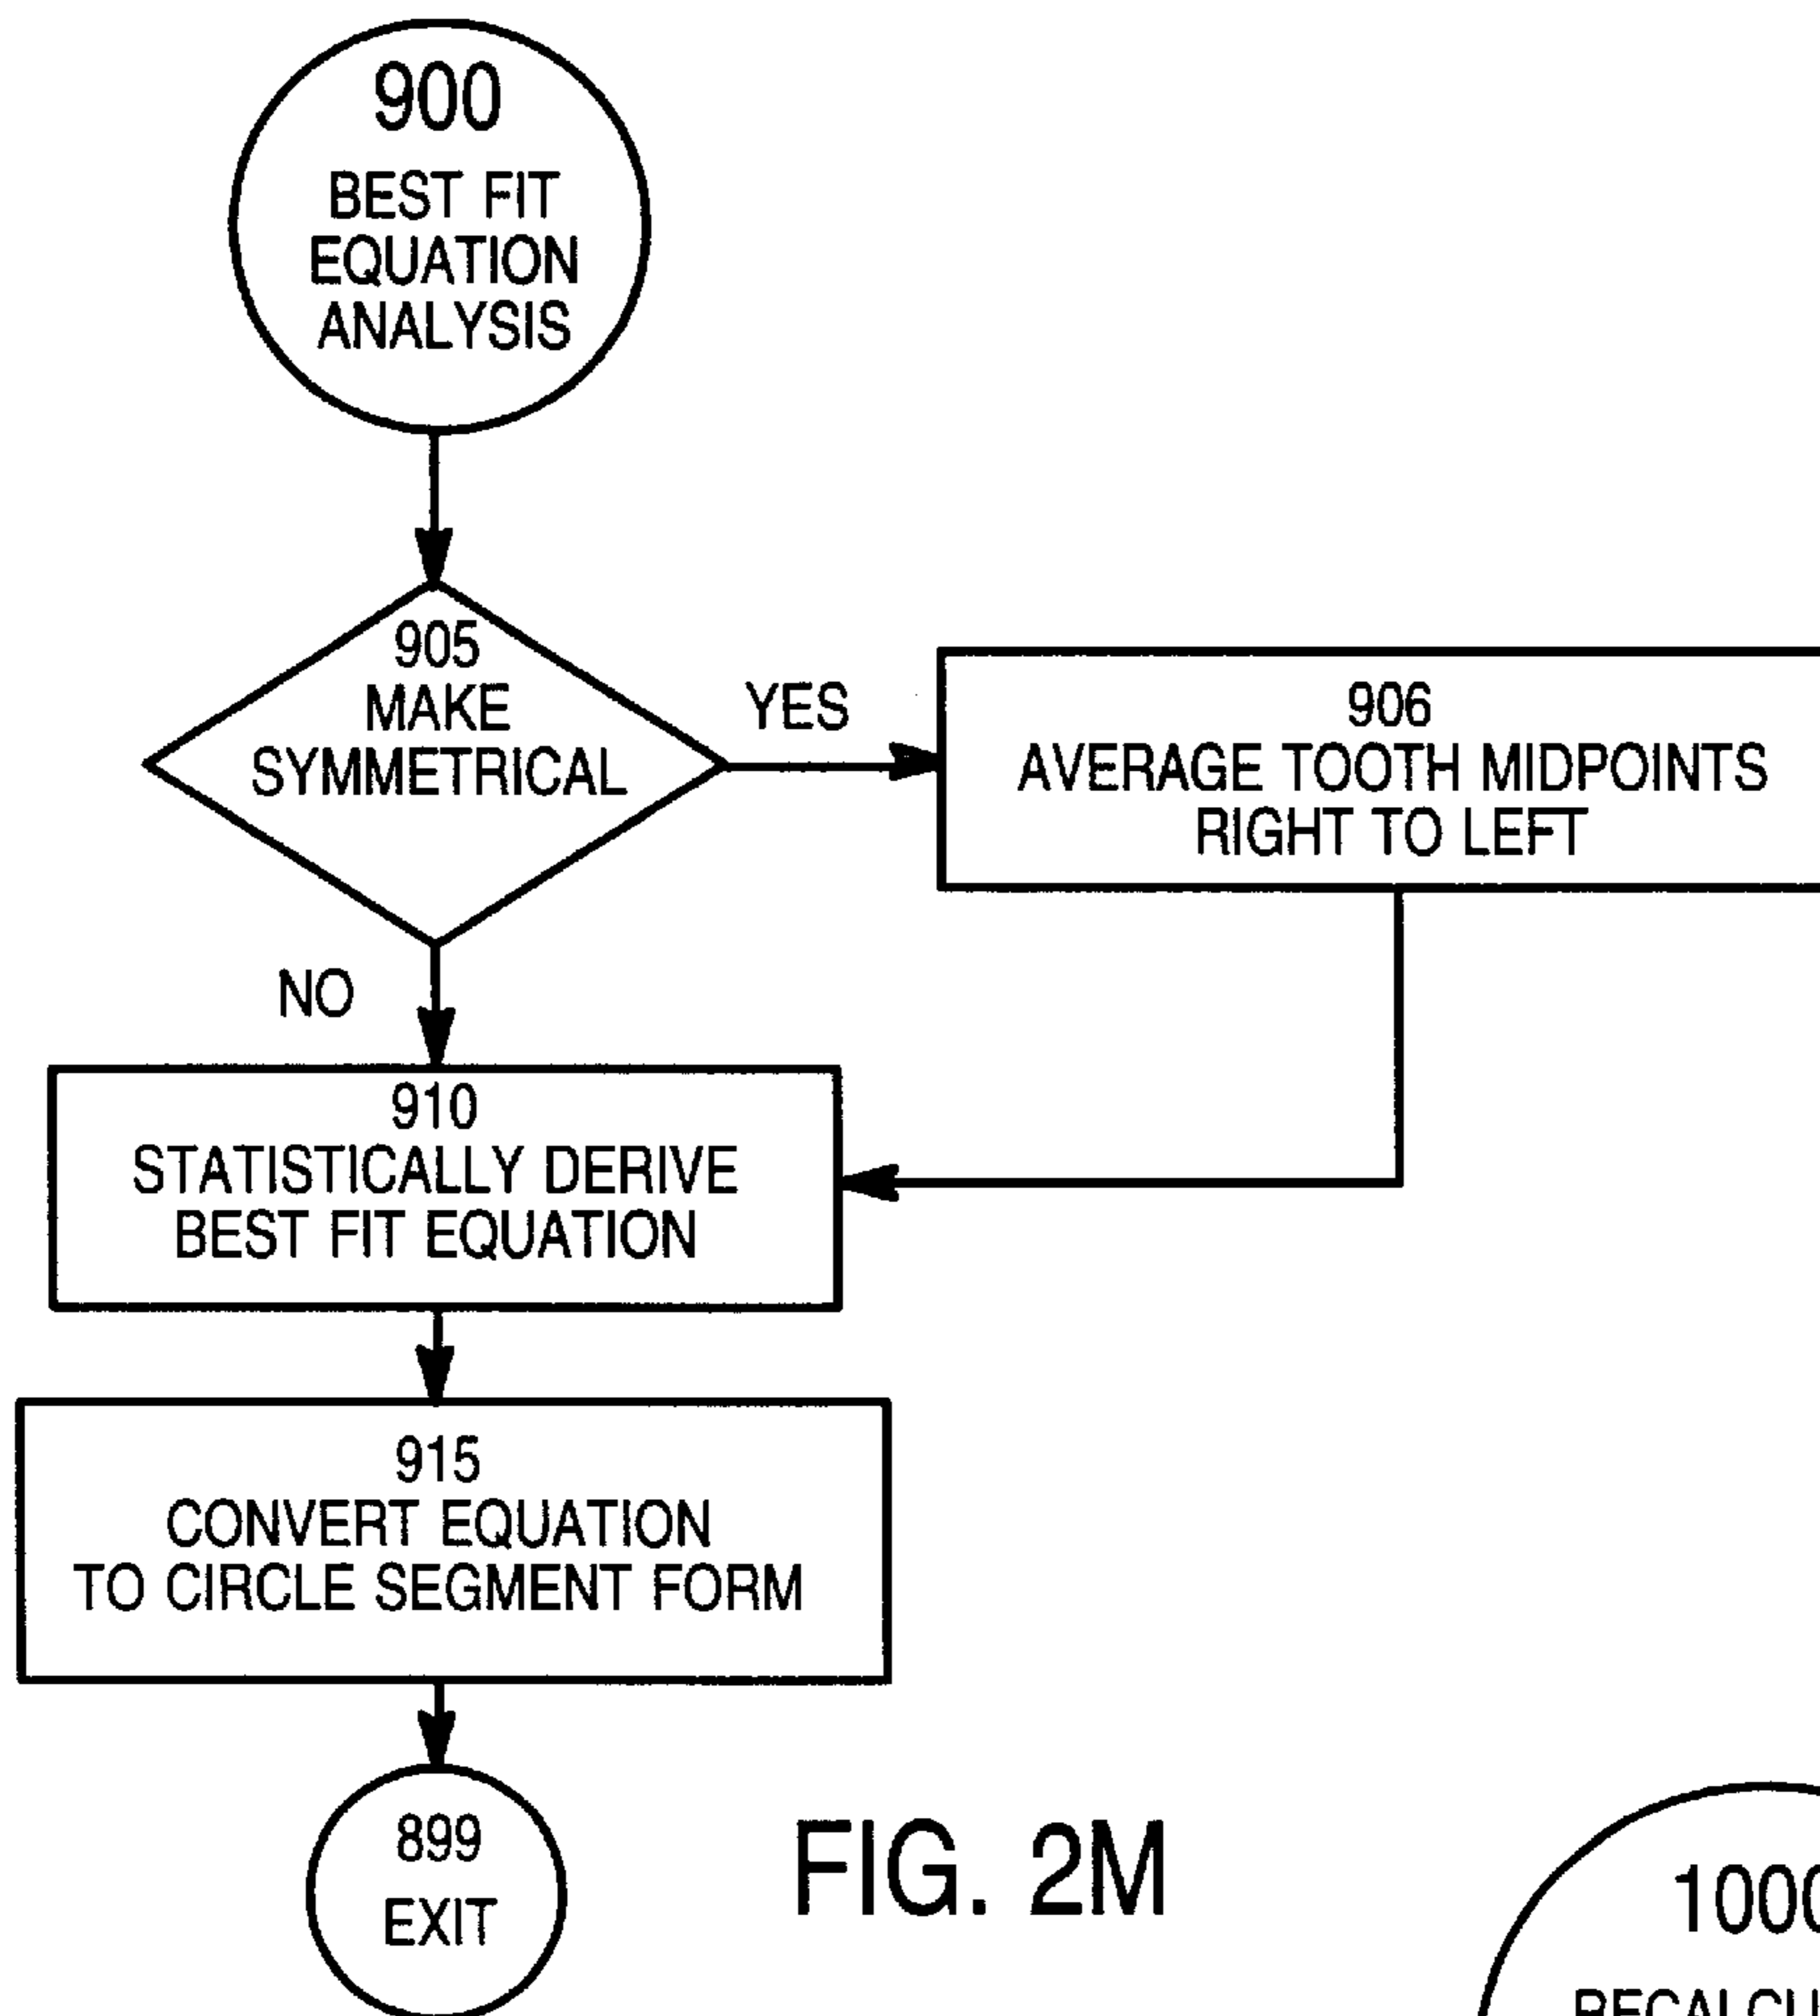 900
BEST FIT
EQUATION
ANALYSIS
905
MAKE
SYMMETRICAL
YES
906
AVERAGE TOOTH MIDPOINTS
RIGHT TO LEFT
NO
910
STATISTICALLY DERIVE
BEST FIT EQUATION
915
CONVERT EQUATION
TO CIRCLE SEGMENT FORM
899
EXIT
FIG. 2M